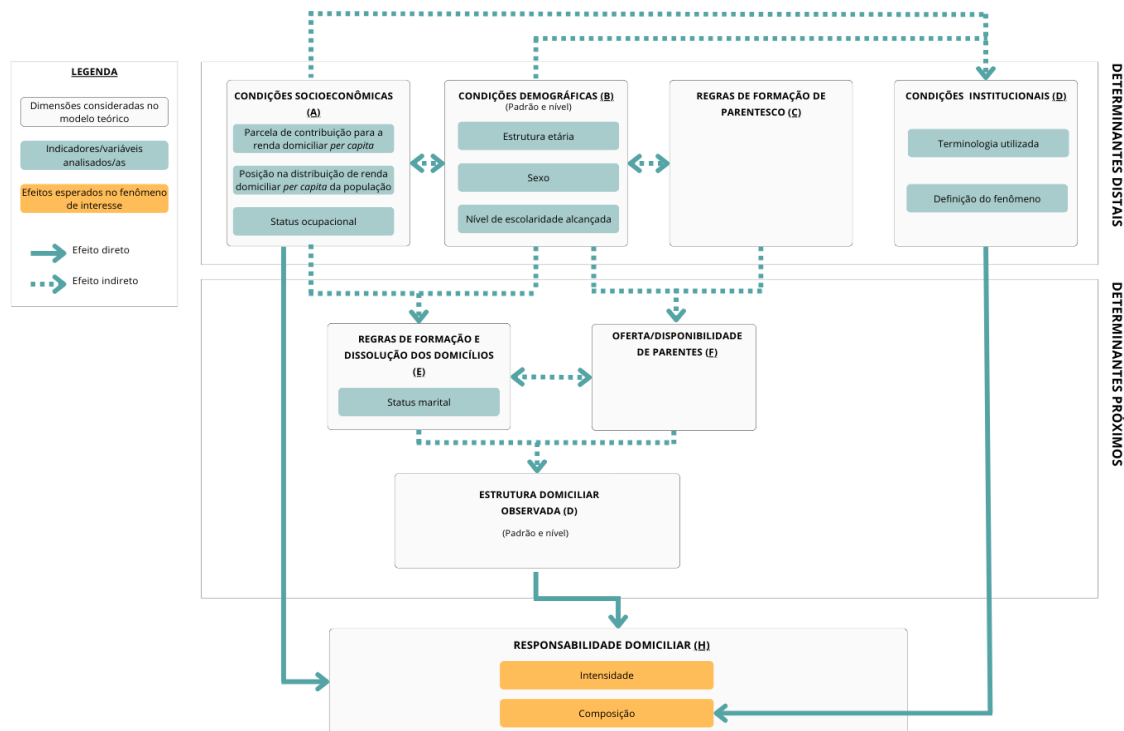 LEGENDA
Dimensões consideradas no
modelo teórico
Indicadores/variáveis
analisados/as
Efeitos esperados no fenômeno
de interesse
Efeito direto
Efeito indireto
CONDIÇÕES SOCIOECONÔMICAS
(A)
Parcela de contribuição para a
renda domiciliar per capita
Posição na distribuição de renda
domiciliar per capita da população
Status ocupacional
CONDIÇÕES DEMOGRÁFICAS (B)
(Padrão e nível)
Estrutura etária
Sexo
Nível de escolaridade alcançada
REGRAS DE FORMAÇÃO DE
PARENTESCO (C)
CONDIÇÕES INSTITUCIONAIS (D)
Terminologia utilizada
Definição do fenômeno
DETERMINANTES DISTAIS
REGRAS DE FORMAÇÃO E
DISSOLUÇÃO DOS DOMICÍLIOS
(E)
Status marital
OFERTA/DISPONIBILIDADE
DE PARENTES (F)
ESTRUTURA DOMICILIAR
OBSERVADA (D)
(Padrão e nível)
DETERMINANTES PRÓXIMOS
RESPONSABILIDADE DOMICILIAR (H)
Intensidade
Composição